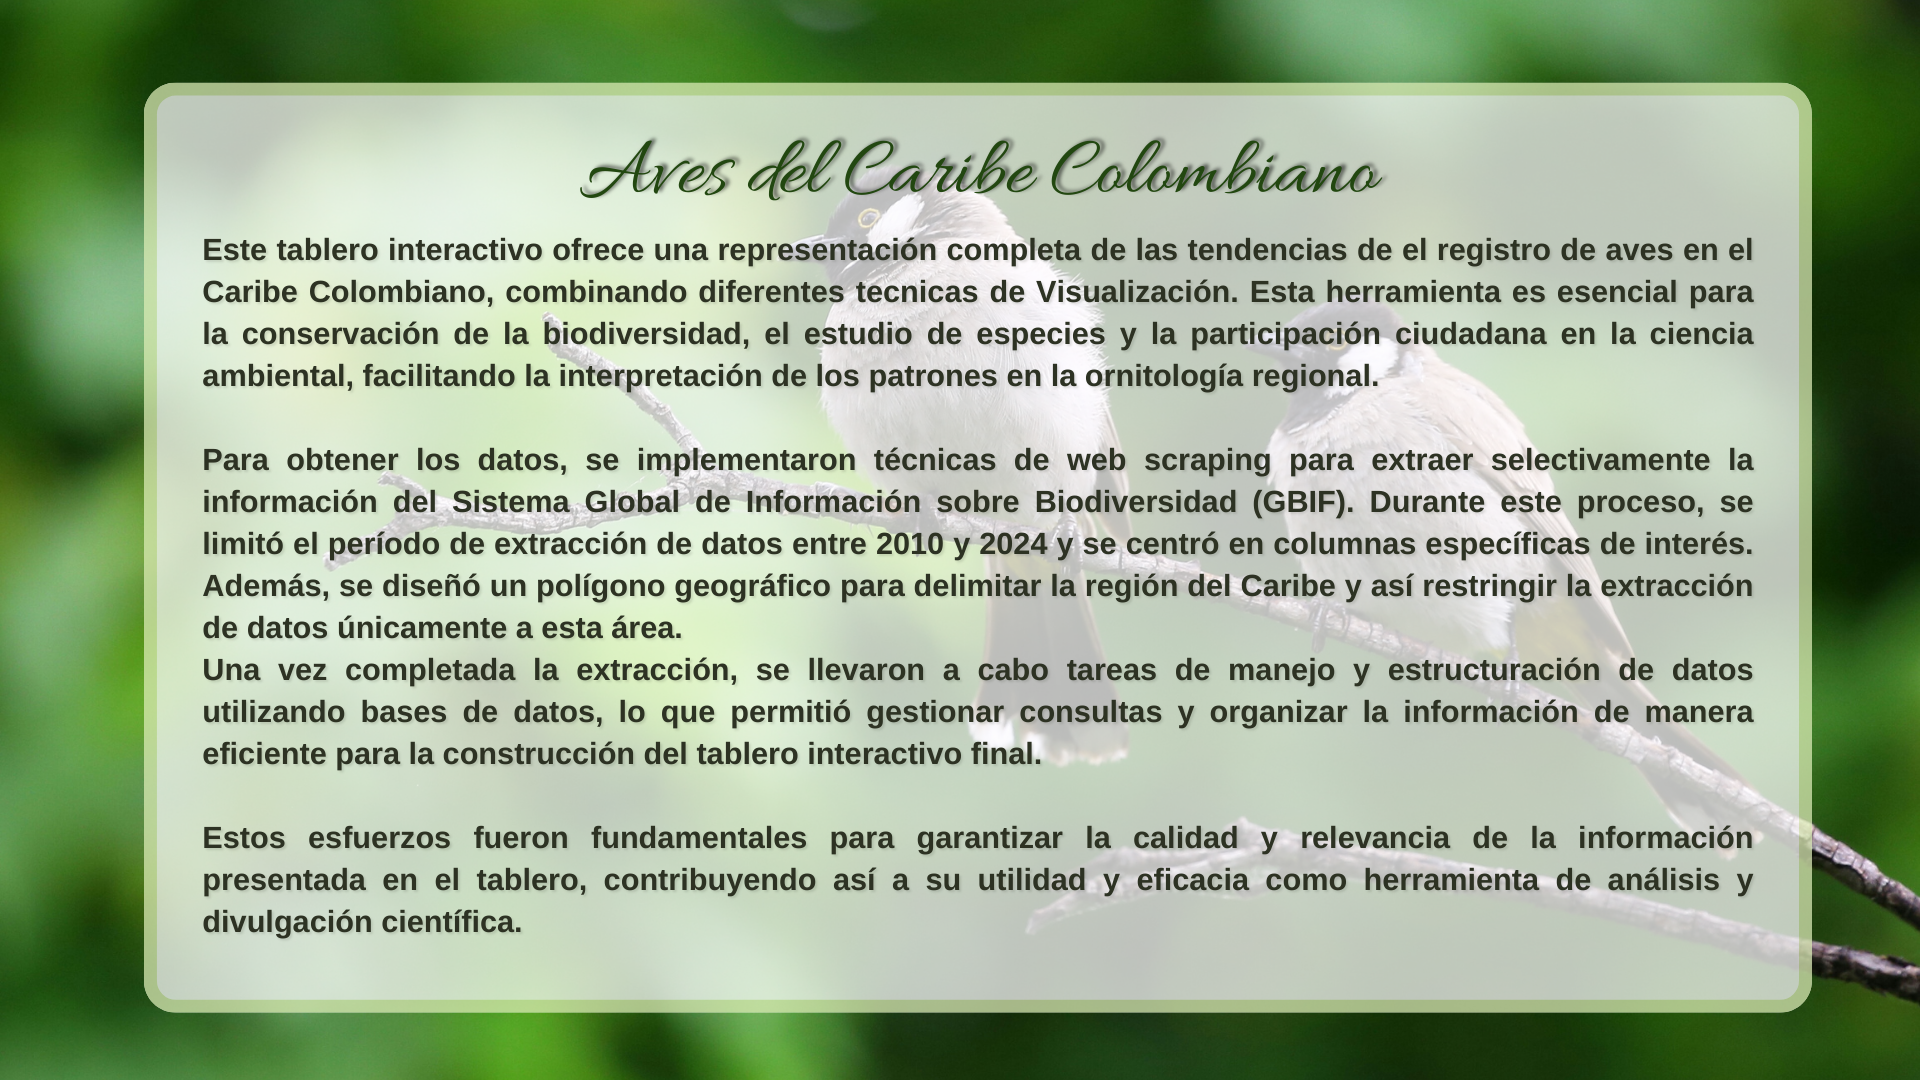 Aves del Caribe Colombiano
Este tablero interactivo ofrece una representación completa de las tendencias de el registro de aves en el
Caribe Colombiano, combinando diferentes tecnicas de Visualización. Esta herramienta es esencial para
la conservación de la biodiversidad, el estudio de especies y la participación ciudadana en la ciencia
ambiental, facilitando la interpretación de los patrones en la ornitología regional.
Para obtener los datos, se implementaron técnicas de web scraping para extraer selectivamente la
información del Sistema Global de Información sobre Biodiversidad (GBIF). Durante este proceso, se
limitó el período de extracción de datos entre 2010 y 2024 y se centró en columnas específicas de interés.
Además, se diseñó un polígono geográfico para delimitar la región del Caribe y así restringir la extracción
de datos únicamente a esta área.
Una vez completada la extracción, se llevaron a cabo tareas de manejo y estructuración de datos
utilizando bases de datos, lo que permitió gestionar consultas y organizar la información de manera
eficiente para la construcción del tablero interactivo final.
Estos esfuerzos fueron fundamentales para garantizar la calidad y relevancia de la información
presentada en el tablero, contribuyendo así a su utilidad y eficacia como herramienta de análisis y
divulgación científica.